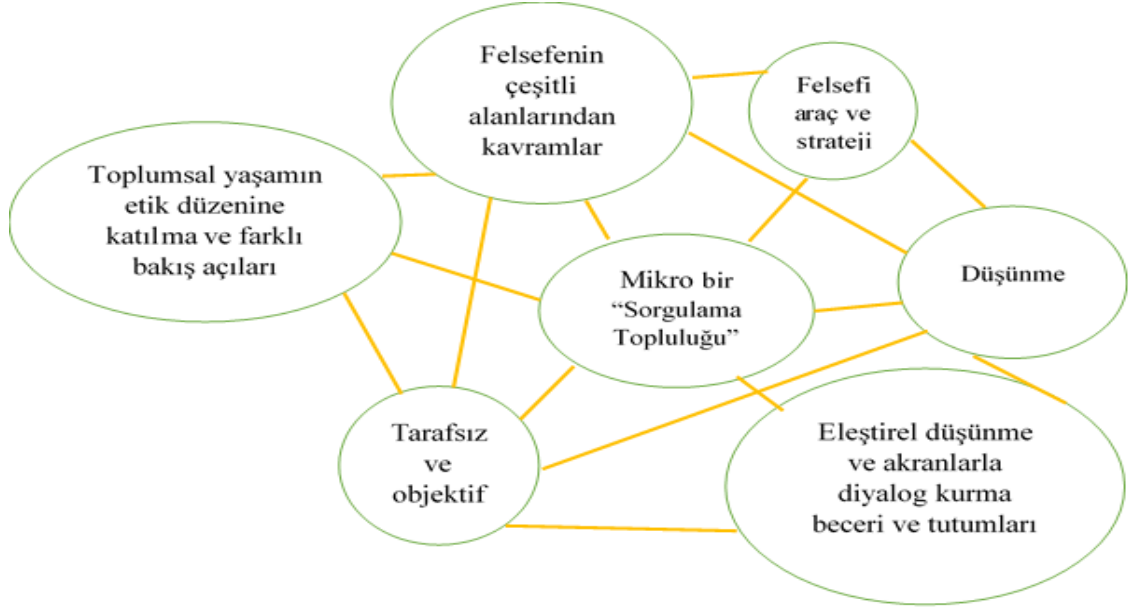 Felsefenin
çeşitli
alanlarından
kavramlar
Felsefi
araç ve
strateji
Toplumsal yaşamın
etik düzenine
katılma ve farklı
bakış açıları
Mikro bir
“Sorgulama
Topluluğu”
Düşünme
Tarafsız
ve
objektif
Eleştirel düşünme
ve akranlarla
diyalog kurma
beceri ve tutumları